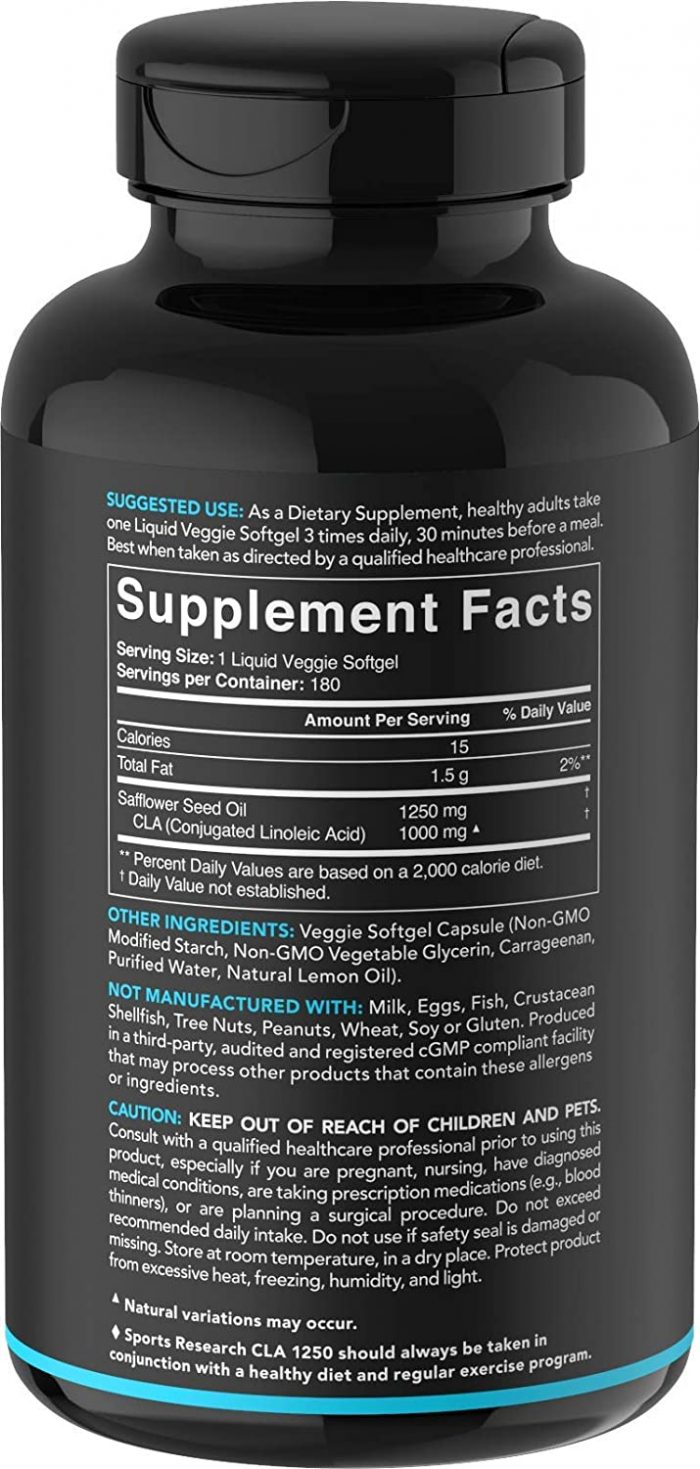 SUGGESTED USE: As a Dietary Supplement, healthy adults take
one Liquid Veggie Softgel 3 times daily, 30 minutes before a meal.
Best when taken as directed by a qualified healthcare professional.
Supplement Facts
Serving Size: 1 Liquid Veggie Softgel
Servings per Container: 180
Amount Per Serving % Daily Value
Calories 15
Total Fat 1.5 g 2%**
Safflower Seed Oil 1250 mg †
CLA (Conjugated Linoleic Acid) 1000 mg ▲ †
** Percent Daily Values are based on a 2,000 calorie diet.
† Daily Value not established.
OTHER INGREDIENTS: Veggie Softgel Capsule (Non-GMO
Modified Starch, Non-GMO Vegetable Glycerin, Carrageenan,
Purified Water, Natural Lemon Oil).
NOT MANUFACTURED WITH: Milk, Eggs, Fish, Crustacean
Shellfish, Tree Nuts, Peanuts, Wheat, Soy or Gluten. Produced
in a third-party, audited and registered cGMP compliant facility
that may process other products that contain these allergens
or ingredients.
CAUTION: KEEP OUT OF REACH OF CHILDREN AND PETS.
Consult with a qualified healthcare professional prior to using this
product, especially if you are pregnant, nursing, have diagnosed
medical conditions, are taking prescription medications (e.g., blood
thinners), or are planning a surgical procedure. Do not exceed
recommended daily intake. Do not use if safety seal is damaged or
missing. Store at room temperature, in a dry place. Protect product
from excessive heat, freezing, humidity, and light.
▲ Natural variations may occur.
♦ Sports Research CLA 1250 should always be taken in
conjunction with a healthy diet and regular exercise program.